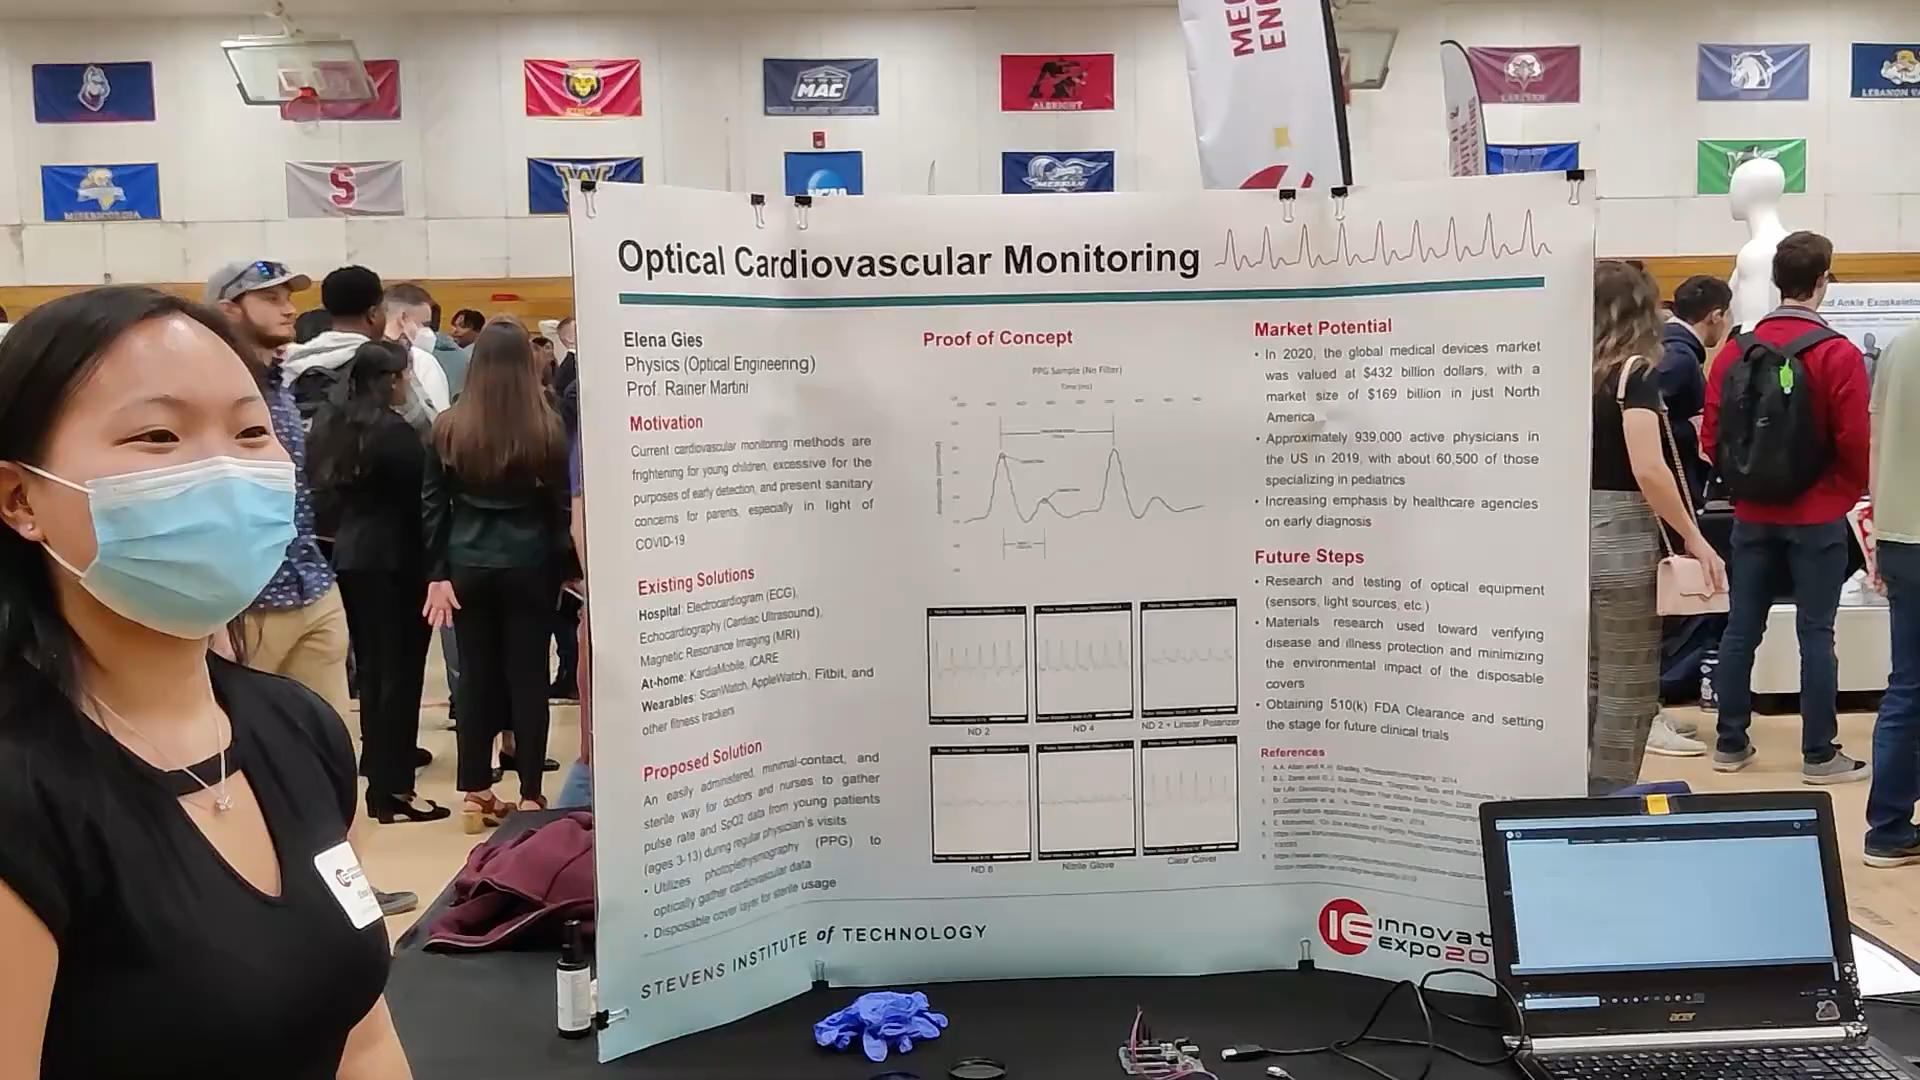 MAC
ALBRIGHT
LEBANON VA
MISERICORDIA
S
W
NCAA
MESSIAH
Optical Cardiovascular Monitoring
Elena Gies
Physics (Optical Engineering)
Prof. Rainer Martini
Motivation
Current cardiovascular monitoring methods are
frightening for young children, excessive for the
purposes of early detection, and present sanitary
concerns for parents, especially in light of
COVID-19
Existing Solutions
Hospital: Electrocardiogram (ECG),
Echocardiography (Cardiac Ultrasound),
Magnetic Resonance Imaging (MRI)
At-home: KardiaMobile, iCARE
Wearables: ScanWatch, AppleWatch, Fitbit, and
other fitness trackers
Proposed Solution
An easily administered, minimal-contact, and
sterile way for doctors and nurses to gather
pulse rate and SpO2 data from young patients
(ages 3-13) during regular physician's visits
• Utilizes photoplethysmography (PPG) to
optically gather cardiovascular data
• Disposable cover layer for sterile usage
Proof of Concept
PPG Sample (No Filter)
Time (ms)
ND 2
ND 4
ND 2 + Linear Polarizer
ND 8
Nitrile Glove
Clear Cover
Market Potential
• In 2020, the global medical devices market
was valued at $432 billion dollars, with a
market size of $169 billion in just North
America
• Approximately 939,000 active physicians in
the US in 2019, with about 60,500 of those
specializing in pediatrics
• Increasing emphasis by healthcare agencies
on early diagnosis
Future Steps
• Research and testing of optical equipment
(sensors, light sources, etc.)
• Materials research used toward verifying
disease and illness protection and minimizing
the environmental impact of the disposable
covers
• Obtaining 510(k) FDA Clearance and setting
the stage for future clinical trials
References
STEVENS INSTITUTE of TECHNOLOGY
IE innovat
expo20
acer
Ankle Exoskeleto